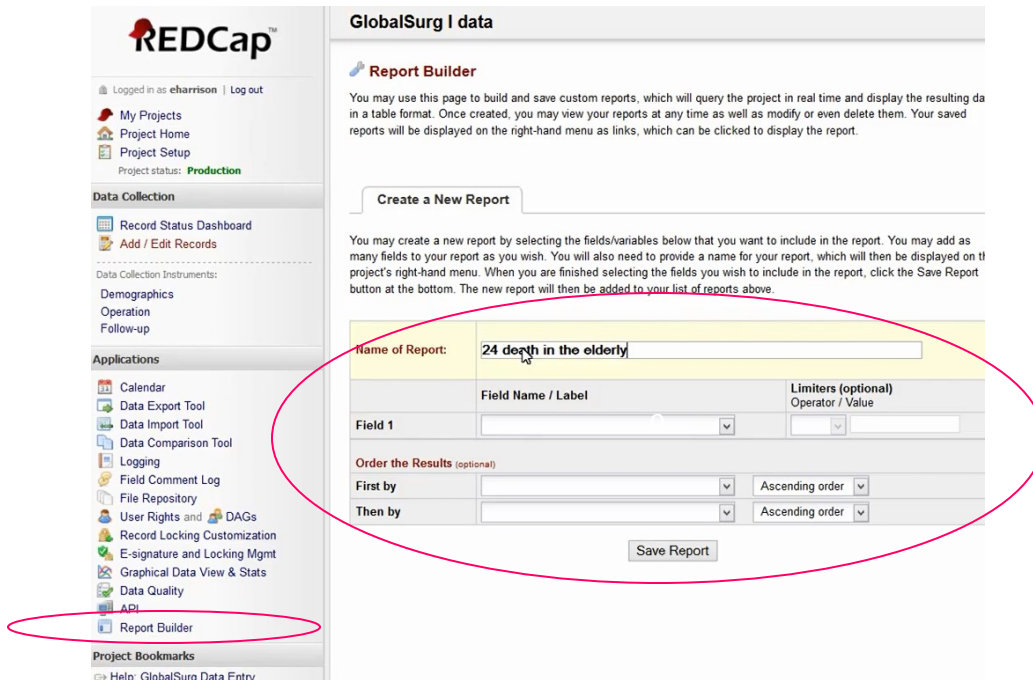 REDCap™
Logged in as eharrison | Log out
My Projects
Project Home
Project Setup
Project status: Production
Data Collection
Record Status Dashboard
Add / Edit Records
Data Collection Instruments:
Demographics
Operation
Follow-up
Applications
Calendar
Data Export Tool
Data Import Tool
Data Comparison Tool
Logging
Field Comment Log
File Repository
User Rights and DAGs
Record Locking Customization
E-signature and Locking Mgmt
Graphical Data View & Stats
Data Quality
API
Report Builder
Project Bookmarks
Help: GlobalSurg Data Entry
GlobalSurg I data
Report Builder
You may use this page to build and save custom reports, which will query the project in real time and display the resulting da
in a table format. Once created, you may view your reports at any time as well as modify or even delete them. Your saved
reports will be displayed on the right-hand menu as links, which can be clicked to display the report.
Create a New Report
You may create a new report by selecting the fields/variables below that you want to include in the report. You may add as
many fields to your report as you wish. You will also need to provide a name for your report, which will then be displayed on th
project's right-hand menu. When you are finished selecting the fields you wish to include in the report, click the Save Report
button at the bottom. The new report will then be added to your list of reports above.
Name of Report: 24 death in the elderly
Field Name / Label Limiters (optional)
Operator / Value
Field 1
Order the Results (optional)
First by Ascending order
Then by Ascending order
Save Report